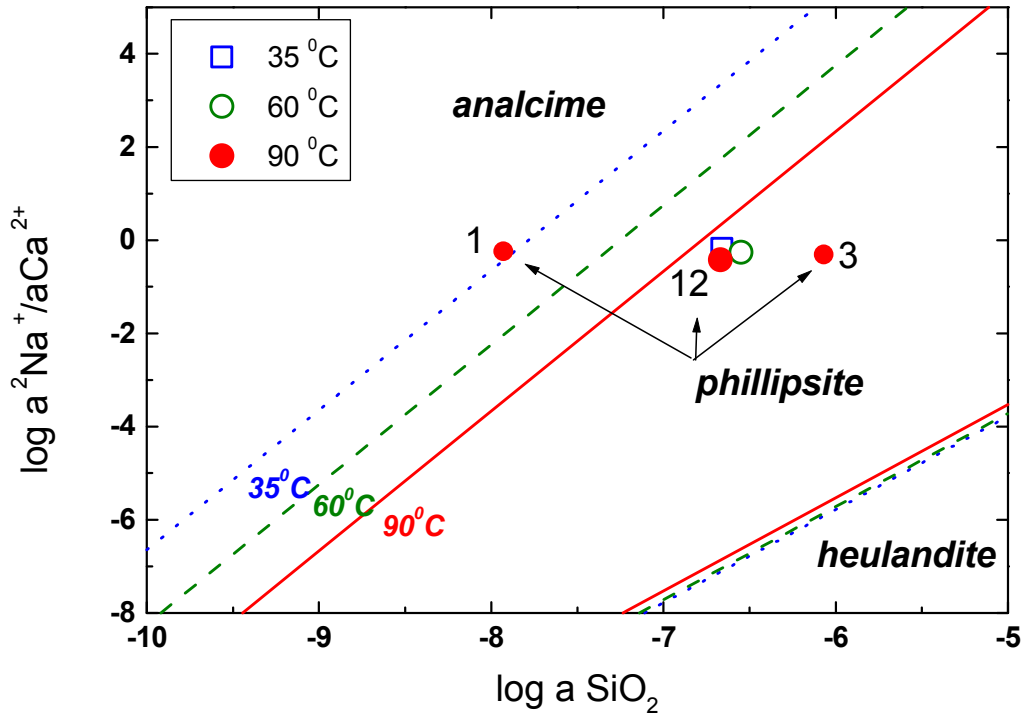 35 ⁰C
60 ⁰C
90 ⁰C
analcime
1
12
3
phillipsite
35⁰C
60⁰C
90⁰C
heulandite
4
2
0
-2
-4
-6
-8
-10
-9
-8
-7
-6
-5
log a ²Na⁺/aCa²⁺
log a SiO₂